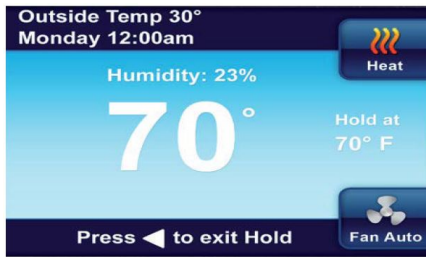 Outside Temp 30°
Monday 12:00am
Heat
Humidity: 23%
70°
Hold at
70° F
Press ◀ to exit Hold
Fan Auto